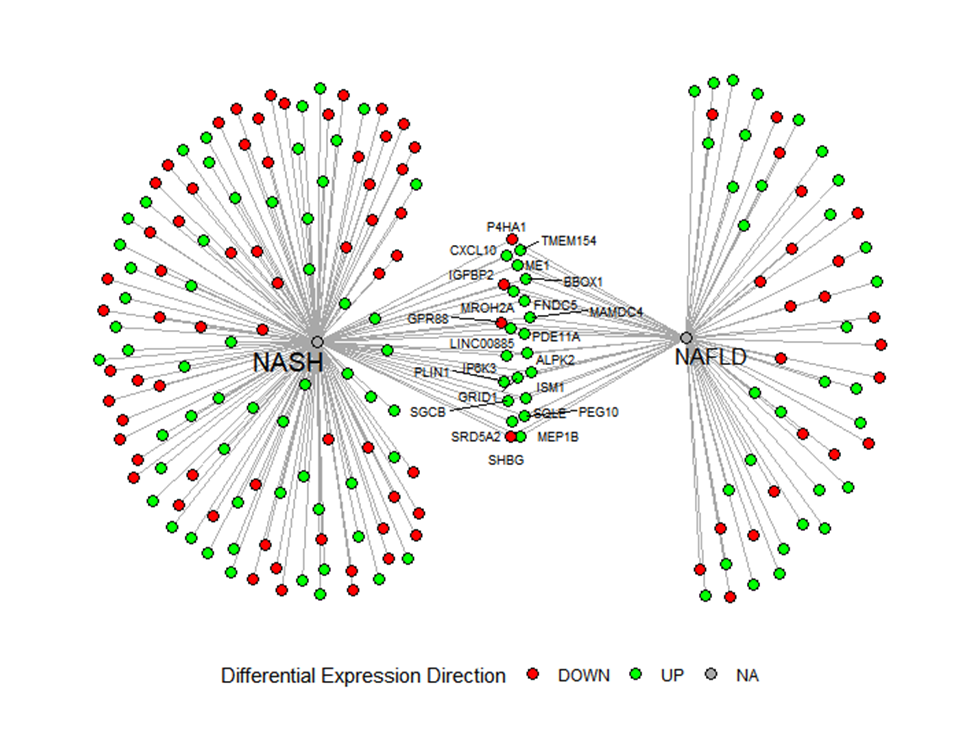 P4HA1
TMEM154
CXCL10
ME1
IGFBP2
BBOX1
MROH2A
FNDC5
MAMDC4
GPR88
PDE11A
LINC00885
ALPK2
PLIN1
IP6K3
ISM1
GRID1
SGCB
SQLE
PEG10
SRD5A2
MEP1B
SHBG
NASH
NAFLD
Differential Expression Direction
DOWN
UP
NA